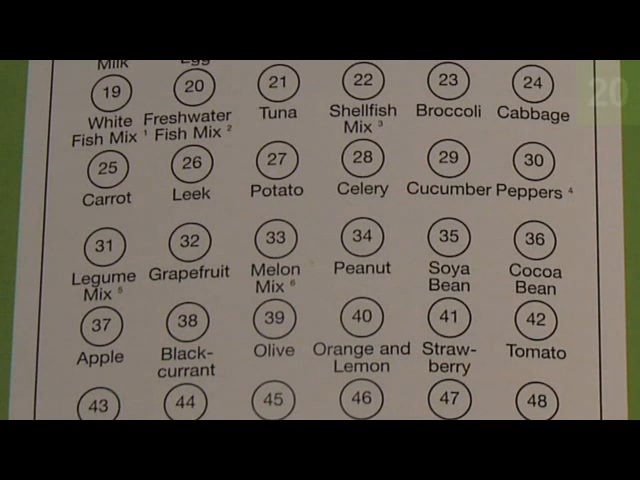 Milk Egg
19 20 21 22 23 24
White Fish Mix 1 Freshwater Fish Mix 2 Tuna Shellfish Mix 3 Broccoli Cabbage
25 26 27 28 29 30
Carrot Leek Potato Celery Cucumber Peppers 4
31 32 33 34 35 36
Legume Mix 5 Grapefruit Melon Mix 6 Peanut Soya Bean Cocoa Bean
37 38 39 40 41 42
Apple Black-currant Olive Orange and Lemon Straw-berry Tomato
43 44 45 46 47 48
20